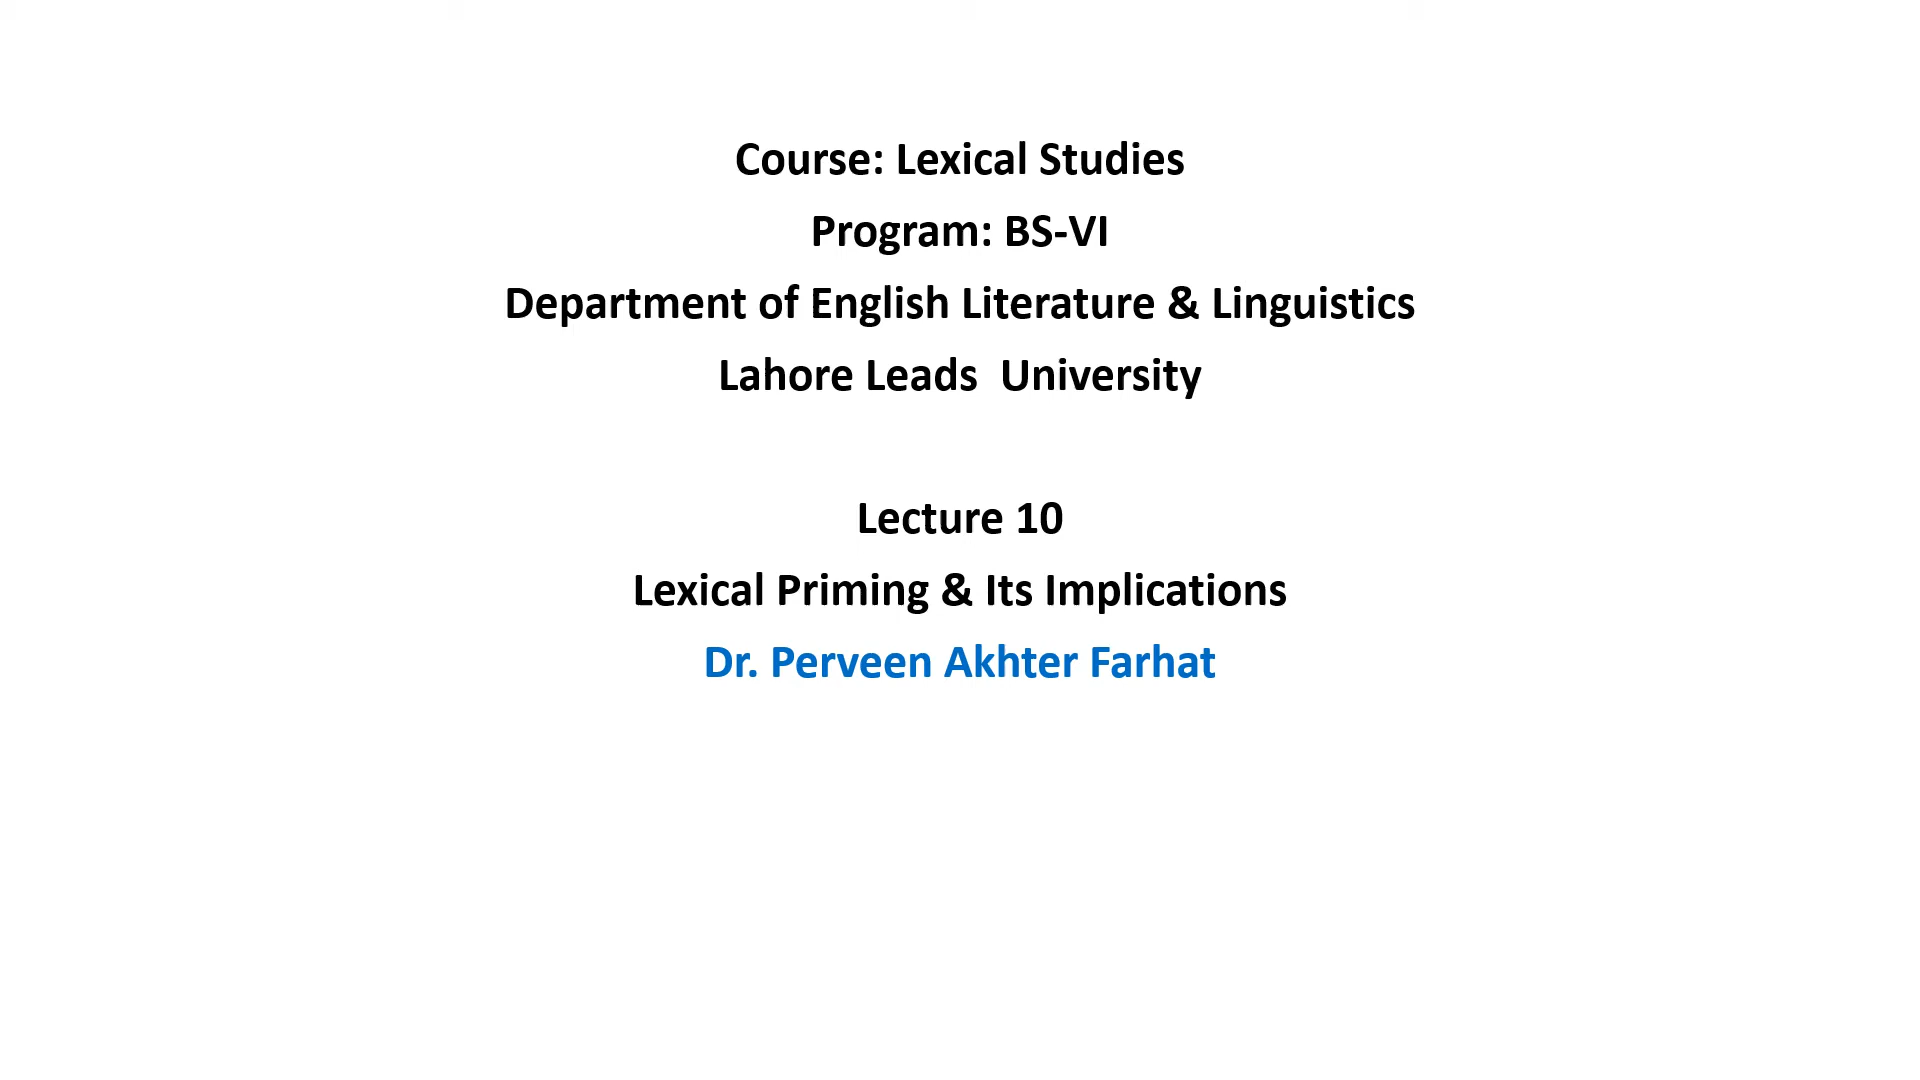 Course: Lexical Studies
Program: BS-VI
Department of English Literature & Linguistics
Lahore Leads  University
Lecture 10
Lexical Priming & Its Implications
Dr. Perveen Akhter Farhat